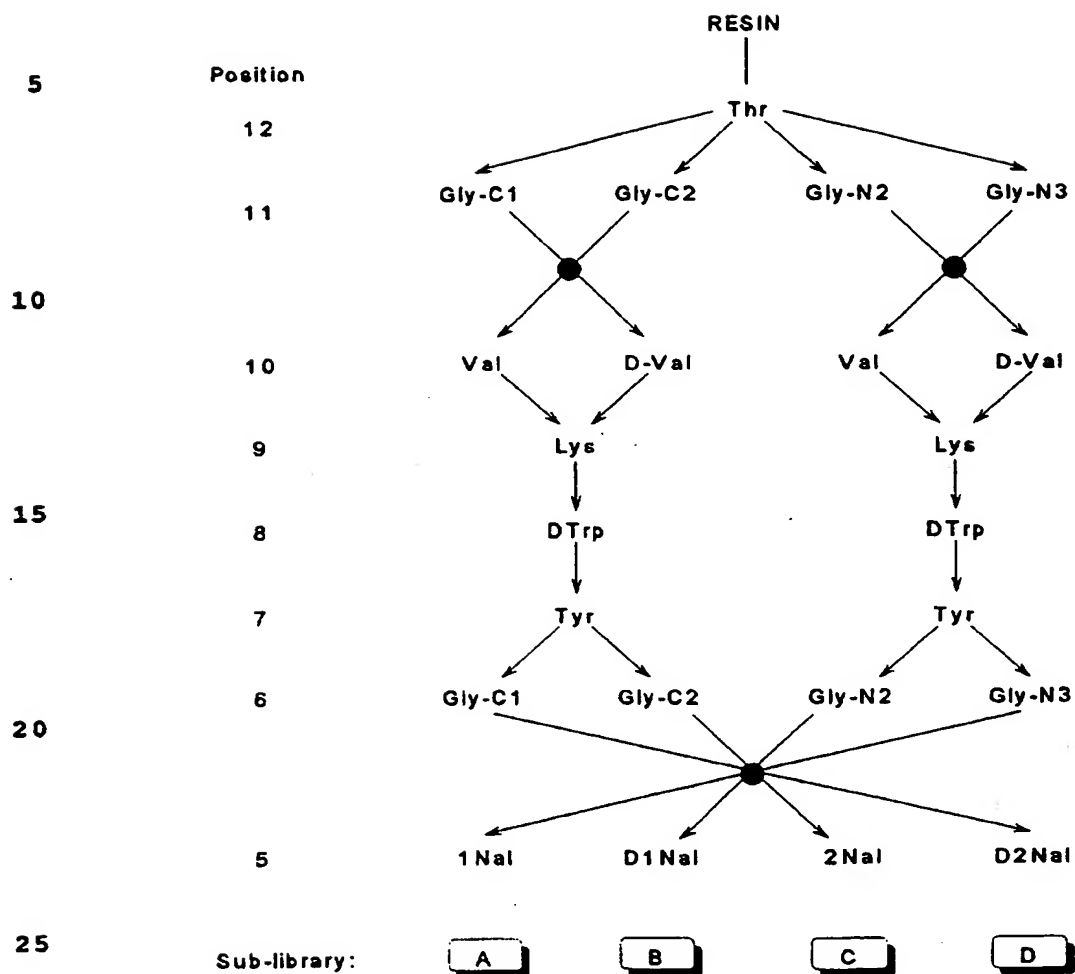 RESIN
5 Position
Thr
12
Gly-C1 Gly-C2 Gly-N2 Gly-N3
11
10
10 Val D-Val Val D-Val
9 Lys Lys
15
8 DTrp DTrp
7 Tyr Tyr
6 Gly-C1 Gly-C2 Gly-N2 Gly-N3
20
5 1Nal D1Nal 2Nal D2Nal
25
Sub-library: A B C D